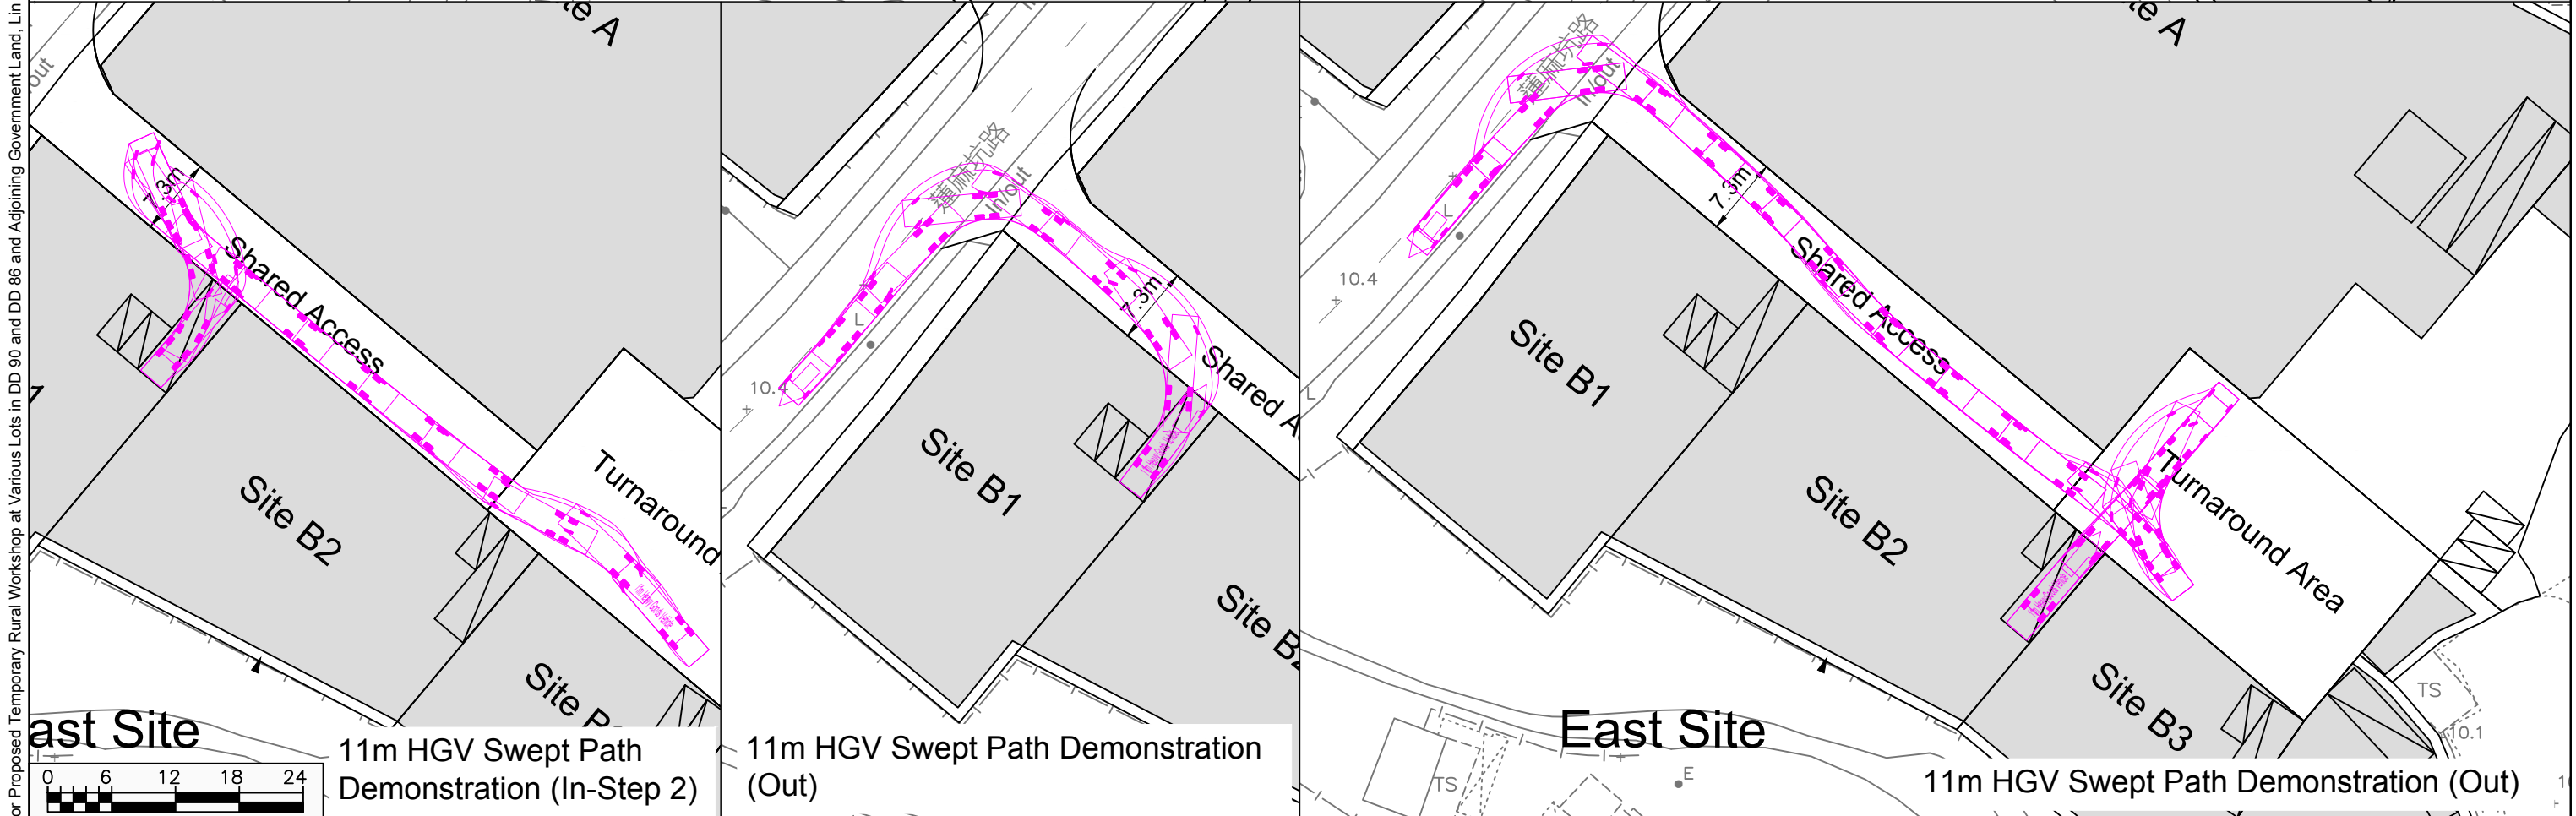 or Proposed Temporary Rural Workshop at Various Lots in DD 90 and DD 86 and Adjoining Government Land, Lin
te A
out
7.3m
Shared Access
Turnaround
Site B2
ast Site
0 6 12 18 24
11m HGV Swept Path
Demonstration (In-Step 2)
蓮麻坑路
In/out
7.3m
L
10.4
Shared A
Site B1
Site B2
11m HGV Swept Path Demonstration
(Out)
te A
蓮麻坑路
In/out
7.3m
L
10.4
L
Shared Access
Site B1
Site B2
Turnaround Area
Site B3
East Site
TS
10.1
E
TS
11m HGV Swept Path Demonstration (Out)